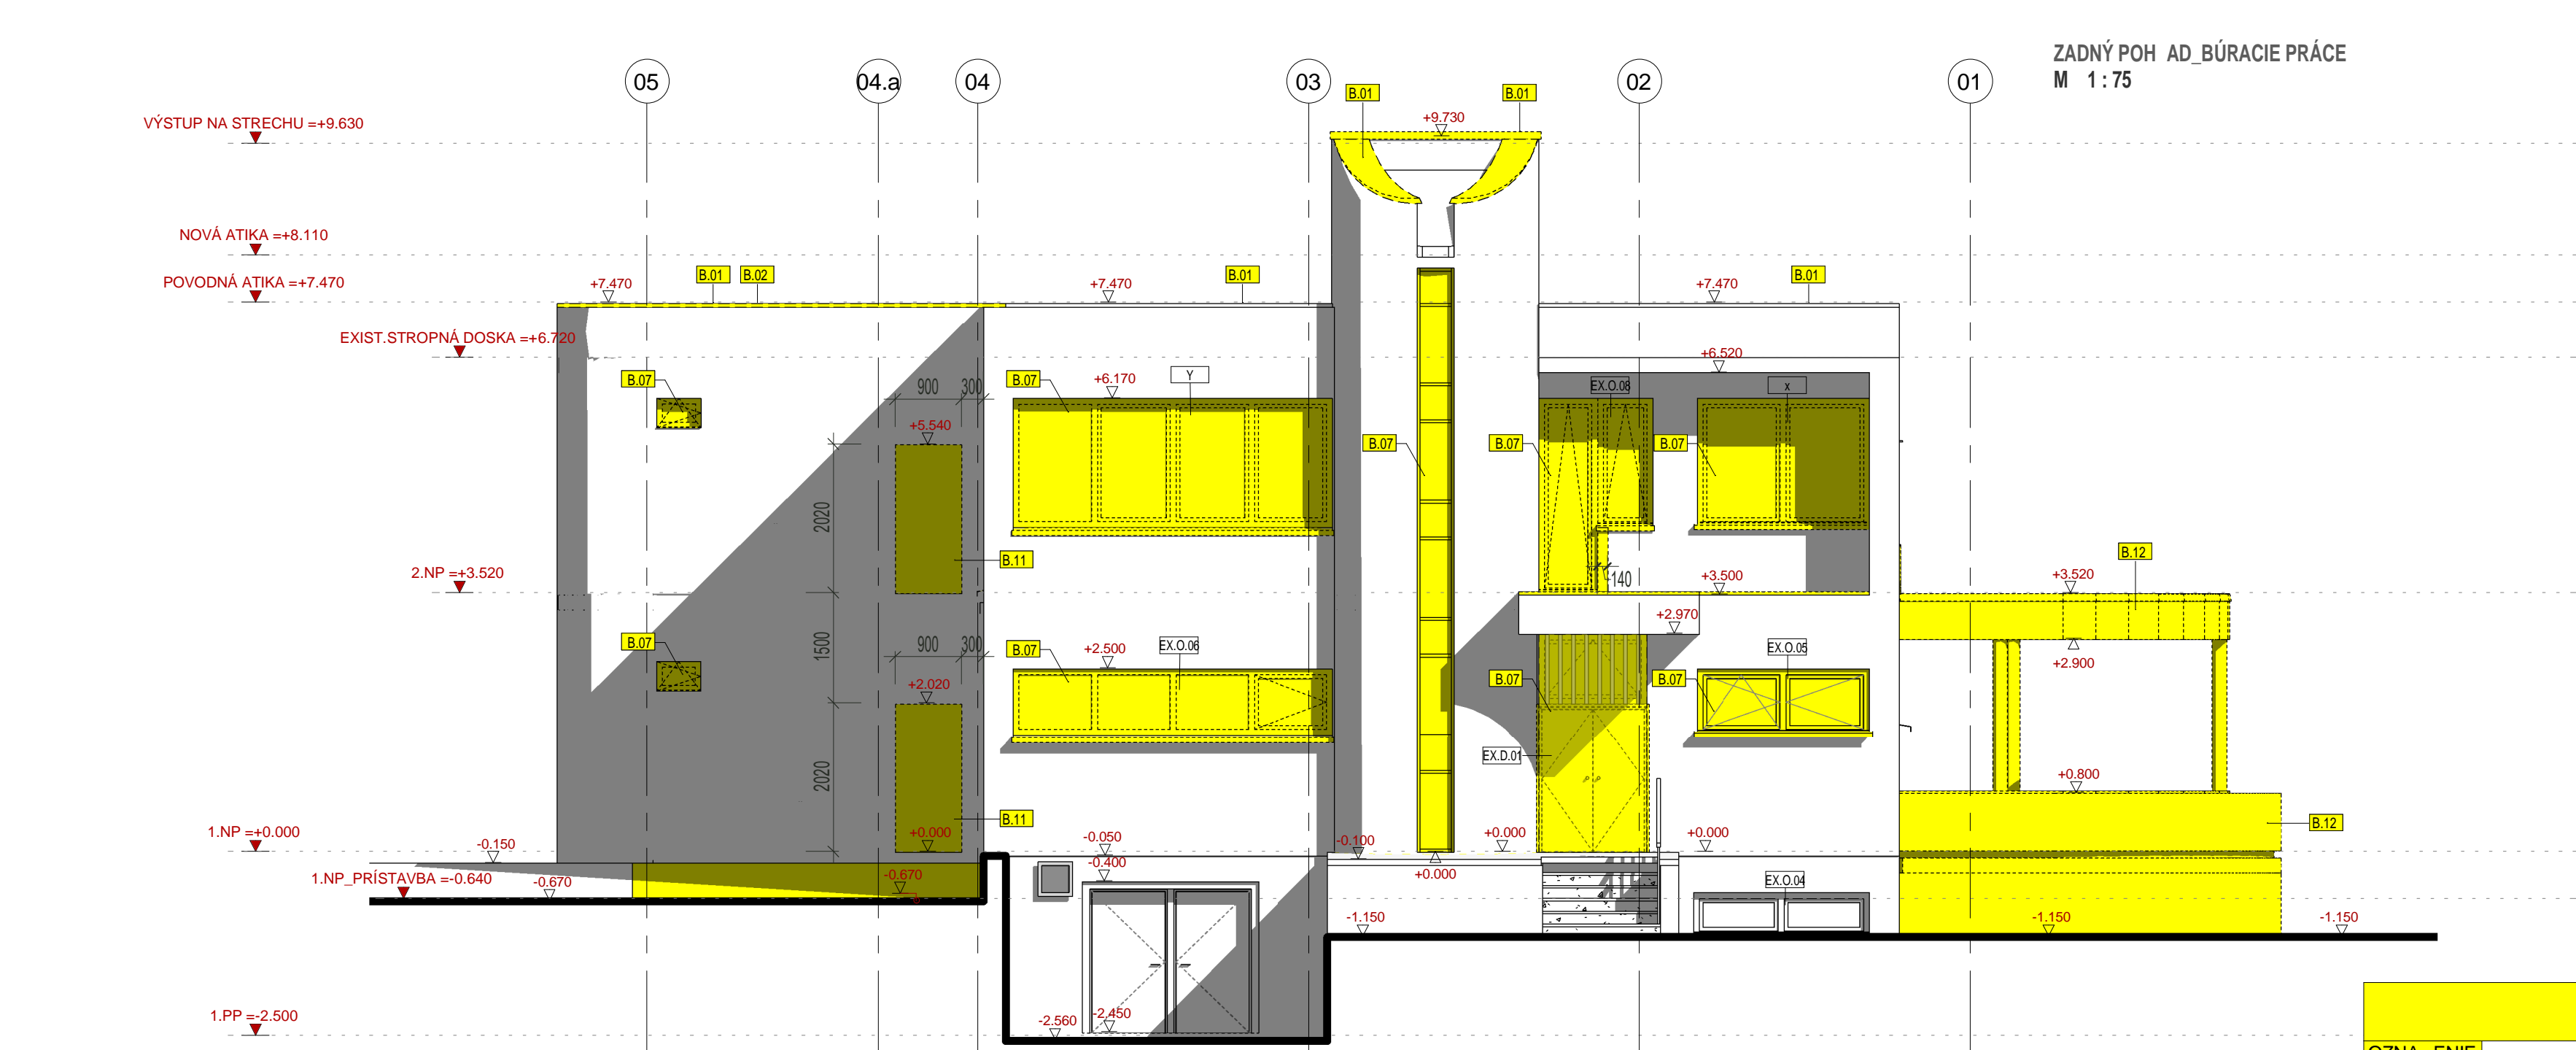 ZADNÝ POH AD_BÚRACIE PRÁCE
M 1 : 75
05
04.a
04
03
02
01
B.01
B.01
VÝSTUP NA STRECHU =+9.630
+9.730
NOVÁ ATIKA =+8.110
POVODNÁ ATIKA =+7.470
+7.470
B.01
B.02
+7.470
B.01
+7.470
B.01
EXIST.STROPNÁ DOSKA =+6.720
+6.520
B.07
900
300
B.07
+6.170
Y
EX.O.08
x
+5.540
B.07
B.07
B.07
2020
B.11
B.12
2.NP =+3.520
140
+3.500
+3.520
+2.970
B.07
1500
900
300
B.07
+2.500
EX.O.06
EX.O.05
+2.900
B.07
B.07
+2.020
EX.D.01
2020
+0.800
B.11
B.12
1.NP =+0.000
+0.000
-0.050
-0.100
+0.000
+0.000
-0.150
-0.400
+0.000
1.NP_PRÍSTAVBA =-0.640
-0.670
-0.670
EX.O.04
-1.150
-1.150
-1.150
1.PP =-2.500
-2.560
-2.450